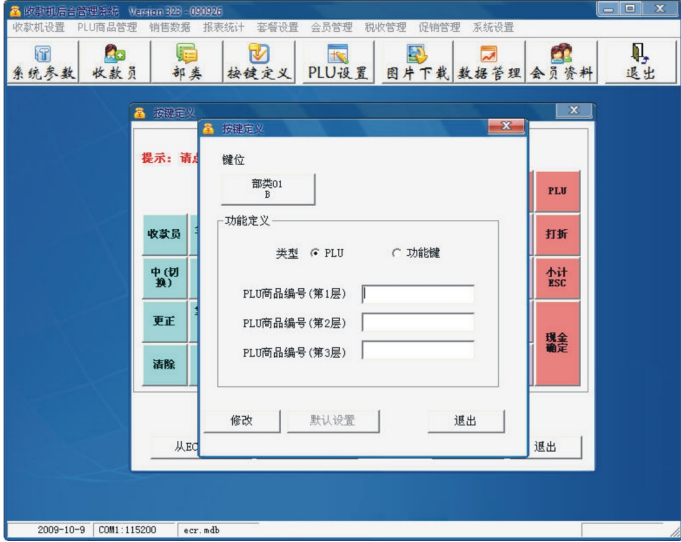 收款机后台管理系统 Version 323 : 090926
收款机设置 PLU商品管理 销售数据 报表统计 套餐设置 会员管理 税收管理 促销管理 系统设置
系统参数 收款员 部类 按键定义 PLU设置 图片下载 数据管理 会员资料 退出
按键定义
按键定义
提示：请点
键位
部类01
B
PLU
功能定义
收款员 打折
类型 PLU 功能键
中(切
换)
小计
ESC
PLU商品编号(第1层)
PLU商品编号(第2层)
更正
现金
确定
PLU商品编号(第3层)
清除
修改 默认设置 退出
从EC 退出
2009-10-9 COM1:115200 ecr.mdb